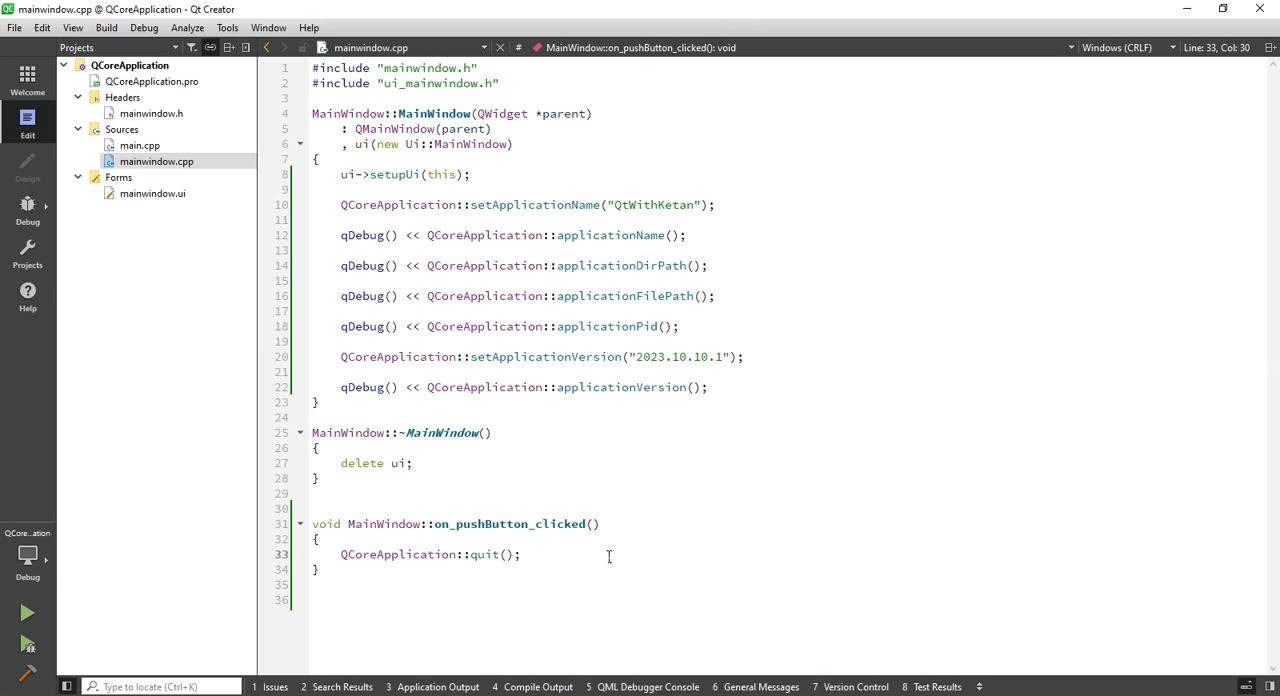 mainwindow.cpp @ QCoreApplication - Qt Creator
File Edit View Build Debug Analyze Tools Window Help
Projects mainwindow.cpp # MainWindow::on_pushButton_clicked(): void Windows (CRLF) Line: 33, Col: 30
Welcome
Edit
Design
Debug
Projects
Help
QCore...ation
Debug
QCoreApplication
QCoreApplication.pro
Headers
mainwindow.h
Sources
main.cpp
mainwindow.cpp
Forms
mainwindow.ui
1 #include "mainwindow.h"
2 #include "ui_mainwindow.h"
3
4 MainWindow::MainWindow(QWidget *parent)
5     : QMainWindow(parent)
6     , ui(new Ui::MainWindow)
7 {
8     ui->setupUi(this);
9
10     QCoreApplication::setApplicationName("QtWithKetan");
11
12     qDebug() << QCoreApplication::applicationName();
13
14     qDebug() << QCoreApplication::applicationDirPath();
15
16     qDebug() << QCoreApplication::applicationFilePath();
17
18     qDebug() << QCoreApplication::applicationPid();
19
20     QCoreApplication::setApplicationVersion("2023.10.10.1");
21
22     qDebug() << QCoreApplication::applicationVersion();
23 }
24
25 MainWindow::~MainWindow()
26 {
27     delete ui;
28 }
29
30
31 void MainWindow::on_pushButton_clicked()
32 {
33     QCoreApplication::quit();
34 }
35
36
Type to locate (Ctrl+K) 1 Issues 2 Search Results 3 Application Output 4 Compile Output 5 QML Debugger Console 6 General Messages 7 Version Control 8 Test Results